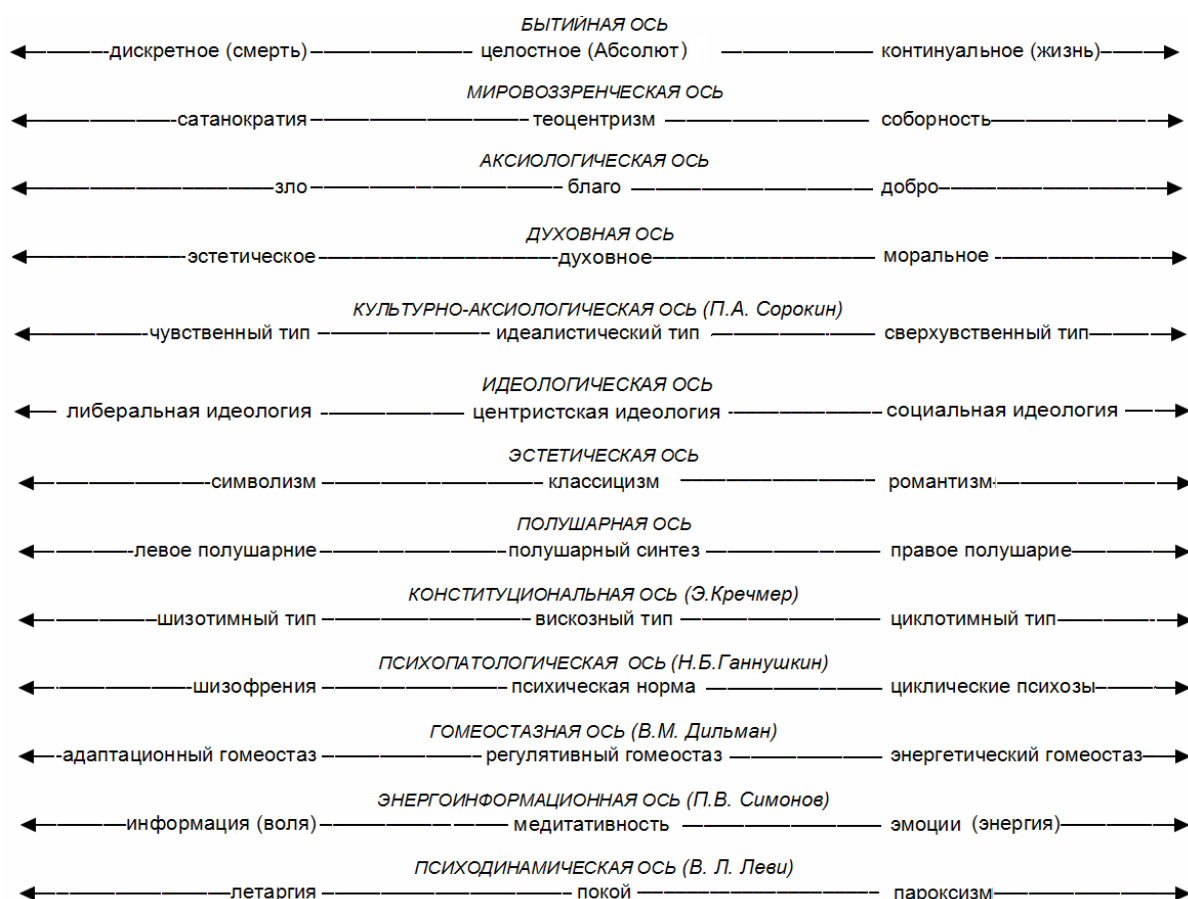 БЫТИЙНАЯ ОСЬ
дискретное (смерть) целостное (Абсолют) континуальное (жизнь)
МИРОВОЗЗРЕНЧЕСКАЯ ОСЬ
сатанократия теоцентризм соборность
АКСИОЛОГИЧЕСКАЯ ОСЬ
зло благо добро
ДУХОВНАЯ ОСЬ
эстетическое духовное моральное
КУЛЬТУРНО-АКСИОЛОГИЧЕСКАЯ ОСЬ (П.А. Сорокин)
чувственный тип идеалистический тип сверхувственный тип
ИДЕОЛОГИЧЕСКАЯ ОСЬ
либеральная идеология центристская идеология социальная идеология
ЭСТЕТИЧЕСКАЯ ОСЬ
символизм классицизм романтизм
ПОЛУШАРНАЯ ОСЬ
левое полушарние полушарный синтез правое полушарие
КОНСТИТУЦИОНАЛЬНАЯ ОСЬ (Э.Кречмер)
шизотимный тип вискозный тип циклотимный тип
ПСИХОПАТОЛОГИЧЕСКАЯ ОСЬ (Н.Б.Ганнушкин)
шизофрения психическая норма циклические психозы
ГОМЕОСТАЗНАЯ ОСЬ (В.М. Дильман)
адаптационный гомеостаз регулятивный гомеостаз энергетический гомеостаз
ЭНЕРГОИНФОРМАЦИОННАЯ ОСЬ (П.В. Симонов)
информация (воля) медитативность эмоции (энергия)
ПСИХОДИНАМИЧЕСКАЯ ОСЬ (В. Л. Леви)
летаргия покой пароксизм